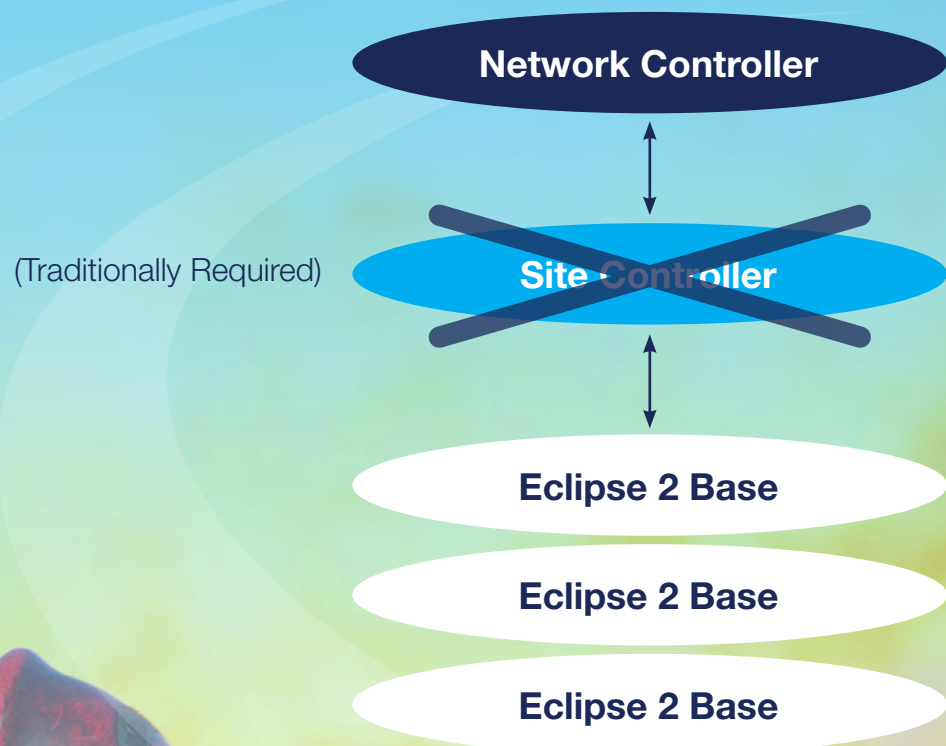 Network Controller
(Traditionally Required)
Site Controller
Eclipse 2 Base
Eclipse 2 Base
Eclipse 2 Base